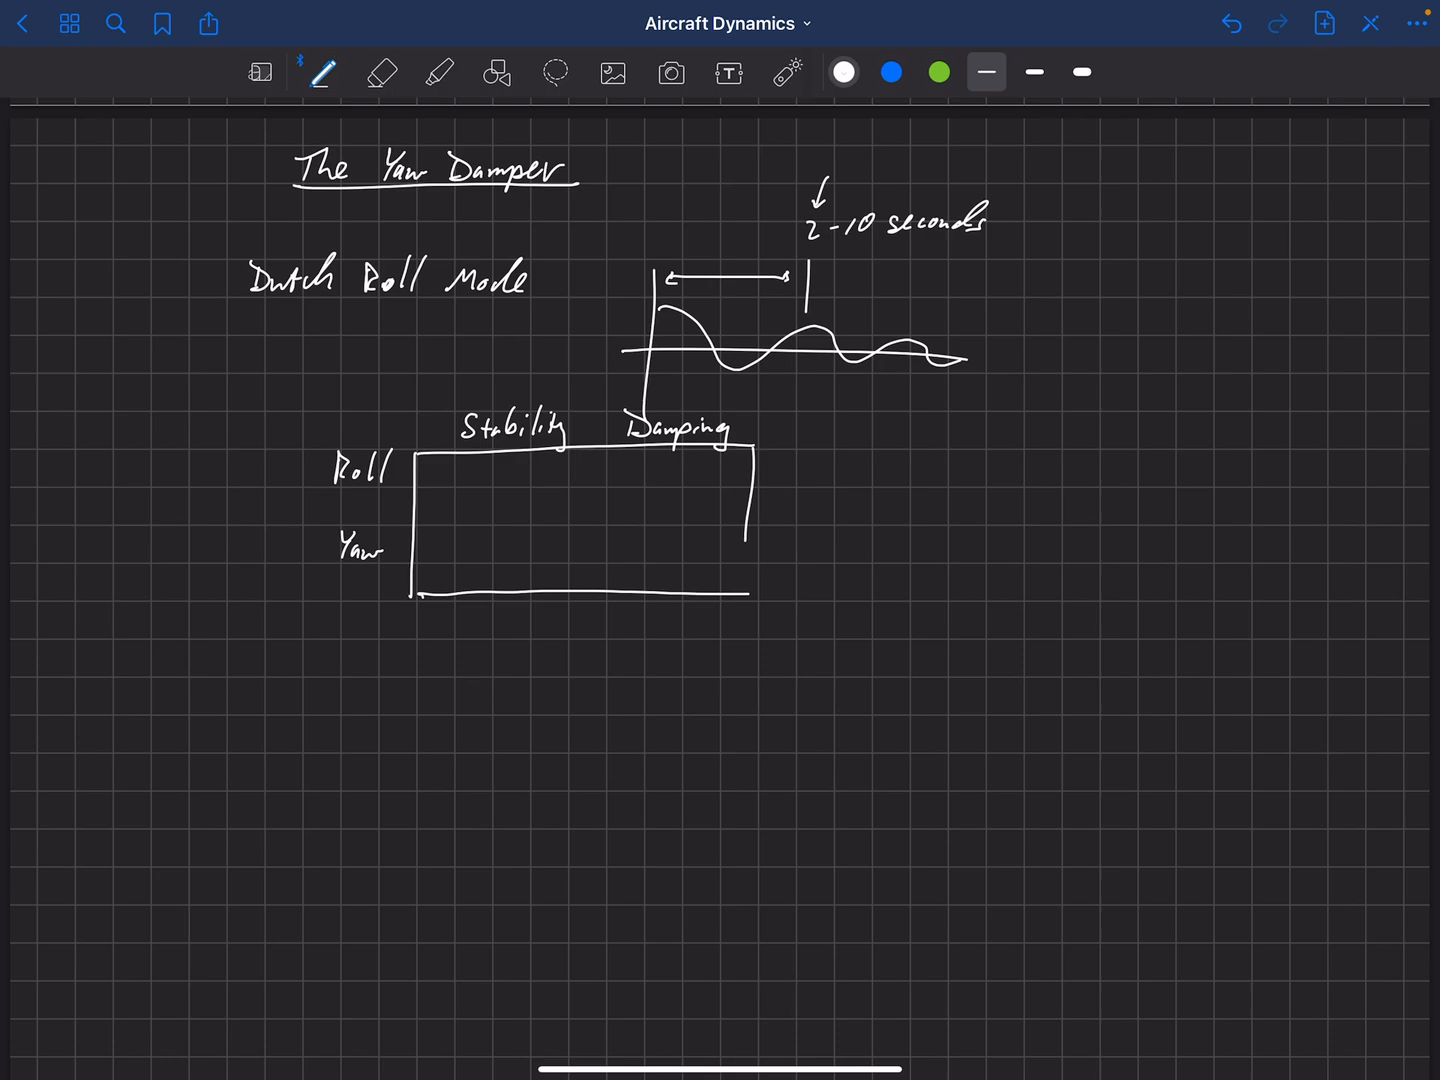 Aircraft Dynamics
The Yaw Damper
2-10 seconds
Dutch Roll Mode
Stability Damping
Roll
Yaw